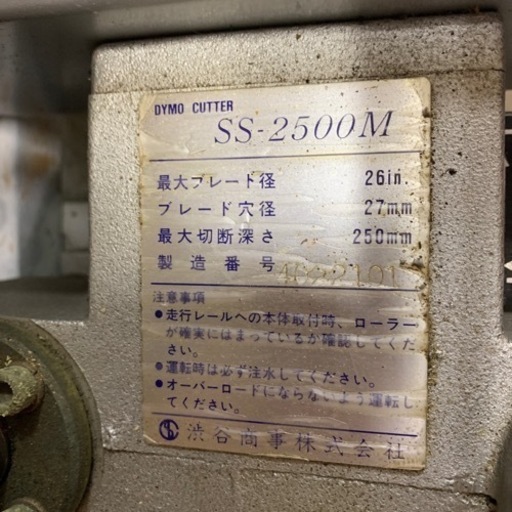 DYMO CUTTER
SS-2500M
最大ブレード径 26in.
ブレード穴径 27mm
最大切断深さ 250mm
製造番号
注意事項
●走行レールへの本体取付時、ローラー
が確実にはまっているか確認してくだ
さい。
●運転時は必ず注水してください。
●オーバーロードにならないよう運転し
てください。
渋谷商事株式会社